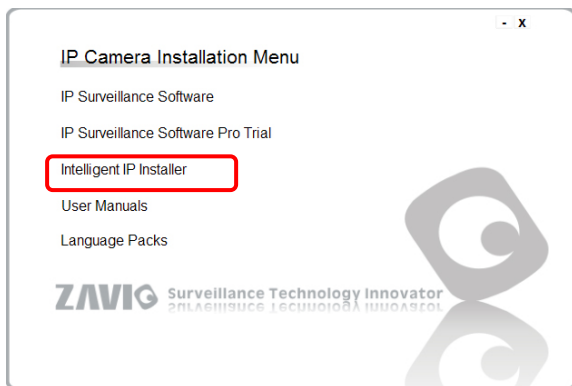 - x
IP Camera Installation Menu
IP Surveillance Software
IP Surveillance Software Pro Trial
Intelligent IP Installer
User Manuals
Language Packs
ZAVIO Surveillance Technology Innovator